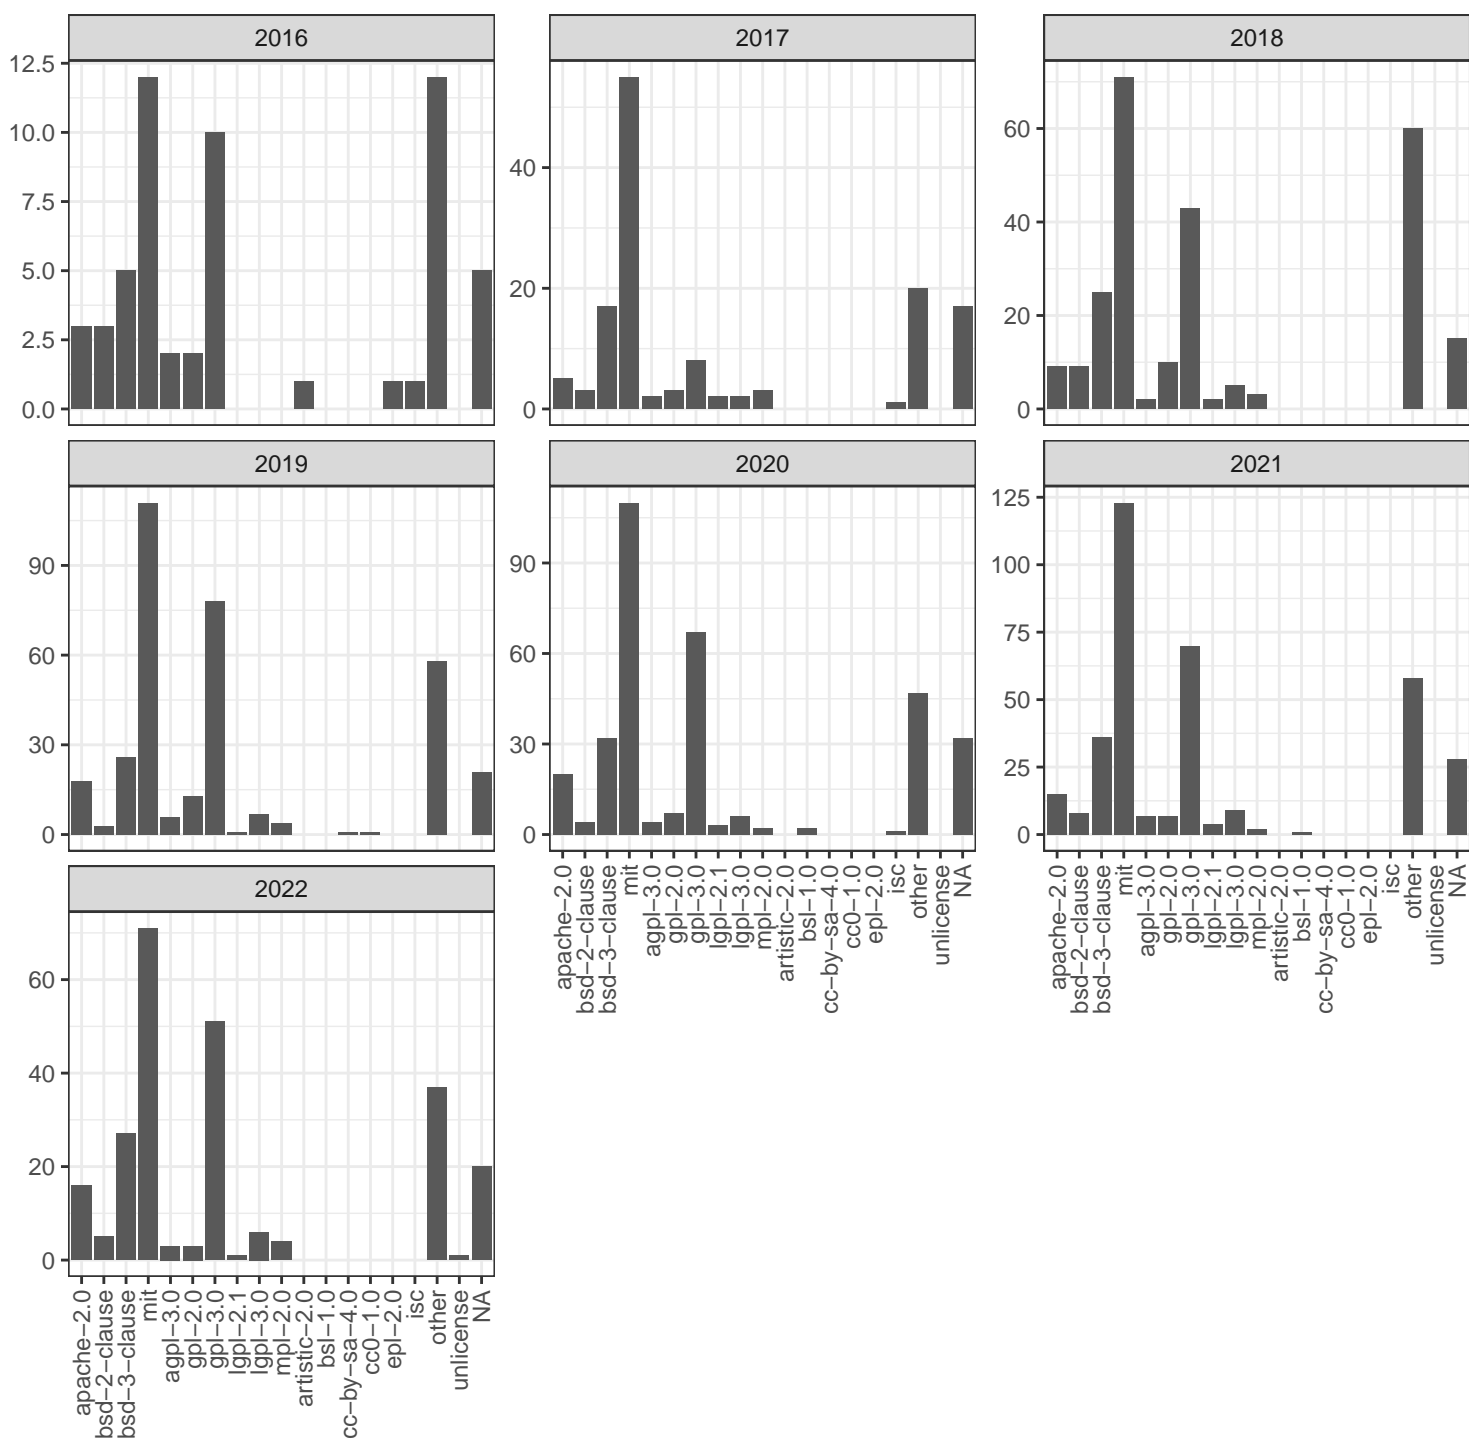 2016
2017
2018
12.5
10.0
7.5
5.0
2.5
0.0
40
20
0
60
40
20
0
2019
2020
2021
90
60
30
0
90
60
30
0
125
100
75
50
25
0
apache−2.0
bsd−2−clause
bsd−3−clause
mit
agpl−3.0
gpl−2.0
gpl−3.0
lgpl−2.1
lgpl−3.0
mpl−2.0
artistic−2.0
bsl−1.0
cc−by−sa−4.0
cc0−1.0
epl−2.0
isc
other
unlicense
NA
apache−2.0
bsd−2−clause
bsd−3−clause
mit
agpl−3.0
gpl−2.0
gpl−3.0
lgpl−2.1
lgpl−3.0
mpl−2.0
artistic−2.0
bsl−1.0
cc−by−sa−4.0
cc0−1.0
epl−2.0
isc
other
unlicense
NA
2022
60
40
20
0
apache−2.0
bsd−2−clause
bsd−3−clause
mit
agpl−3.0
gpl−2.0
gpl−3.0
lgpl−2.1
lgpl−3.0
mpl−2.0
artistic−2.0
bsl−1.0
cc−by−sa−4.0
cc0−1.0
epl−2.0
isc
other
unlicense
NA